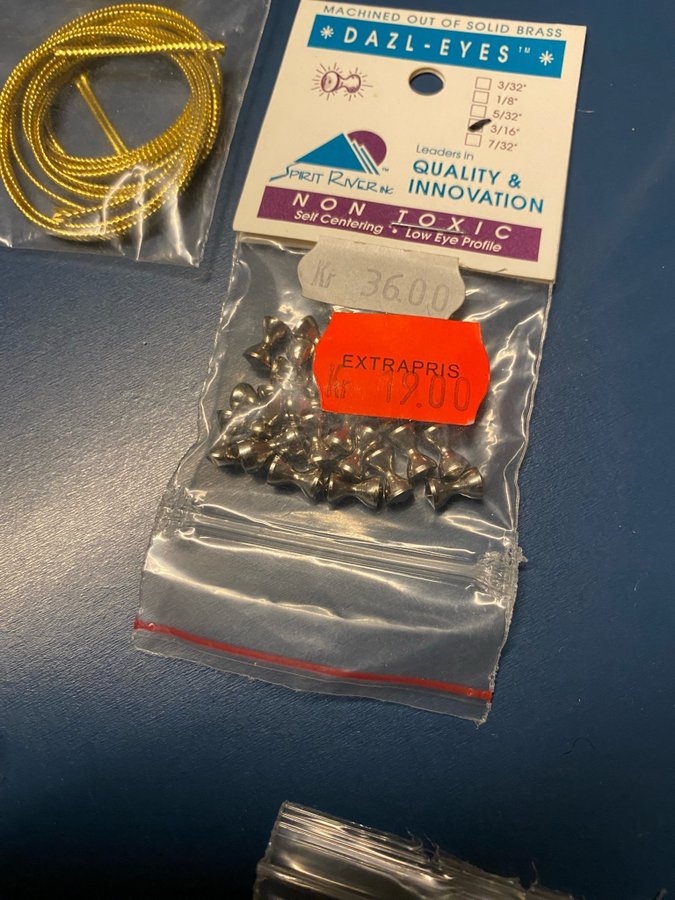 MACHINED OUT OF SOLID BRASS
* DAZL-EYES™ *
3/32"
1/8"
5/32"
3/16"
7/32"
SPIRIT RIVER INC ™
Leaders In
QUALITY &
INNOVATION
NON TOXIC
Self Centering • Low Eye Profile
Kr 36.00
EXTRAPRIS
Kr 19.00